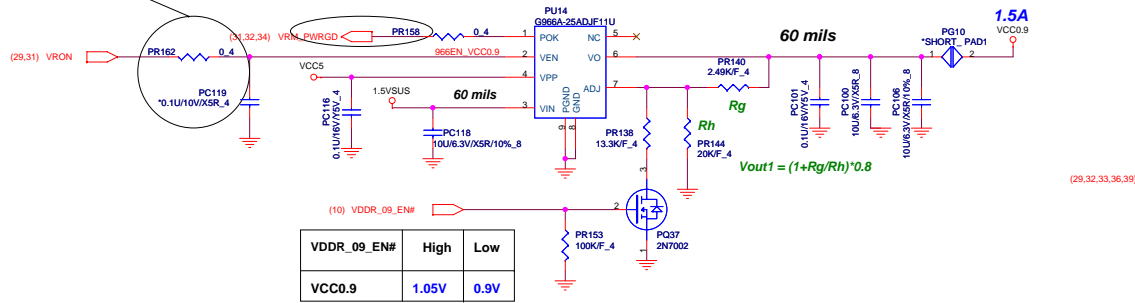 PU14
G966A-25ADJF11U
1.5A
VCC0.9
(31,32,34) VRM_PWRGD
PR158
0_4
1
POK
NC
5
60 mils
PG10
*SHORT_PAD1
(29,31) VRON
PR162
0_4
966EN_VCC0.9
2
VEN
VO
6
1
2
VCC5
4
VPP
PR140
2.49K/F_4
ADJ
7
Rg
PC119
*0.1U/10V/X5R_4
1.5VSUS
60 mils
3
VIN
PGND
GND
9
8
PC116
0.1U/16V/Y5V_4
PC118
10U/6.3V/X5R/10%_8
PR138
13.3K/F_4
Rh
PR144
20K/F_4
PC101
0.1U/16V/Y5V_4
PC100
10U/6.3V/X5R_8
PC106
10U/6.3V/X5R/10%_8
Vout1 = (1+Rg/Rh)*0.8
(29,32,33,36,39)
(10) VDDR_09_EN#
3
2
1
PQ37
2N7002
PR153
100K/F_4
VDDR_09_EN# High Low
VCC0.9 1.05V 0.9V